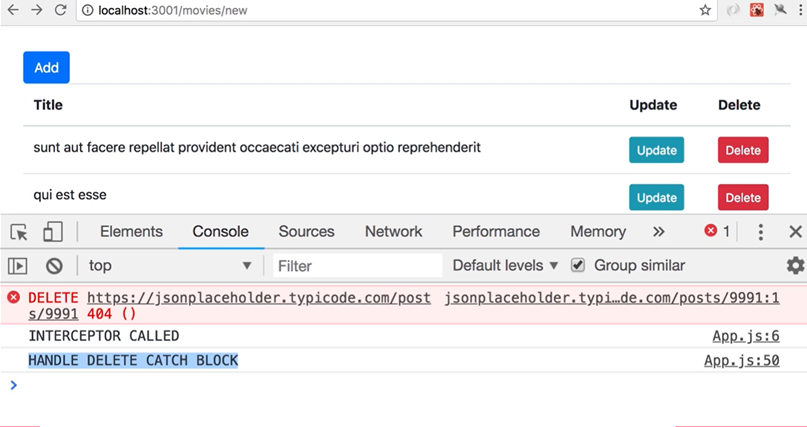 localhost:3001/movies/new
Add
Title Update Delete
sunt aut facere repellat provident occaecati excepturi optio reprehenderit Update Delete
qui est esse Update Delete
Elements Console Sources Network Performance Memory » 1
top Filter Default levels ▼ Group similar
DELETE https://jsonplaceholder.typicode.com/post jsonplaceholder.typi…de.com/posts/9991:1
s/9991 404 ()
INTERCEPTOR CALLED App.js:6
HANDLE DELETE CATCH BLOCK App.js:50